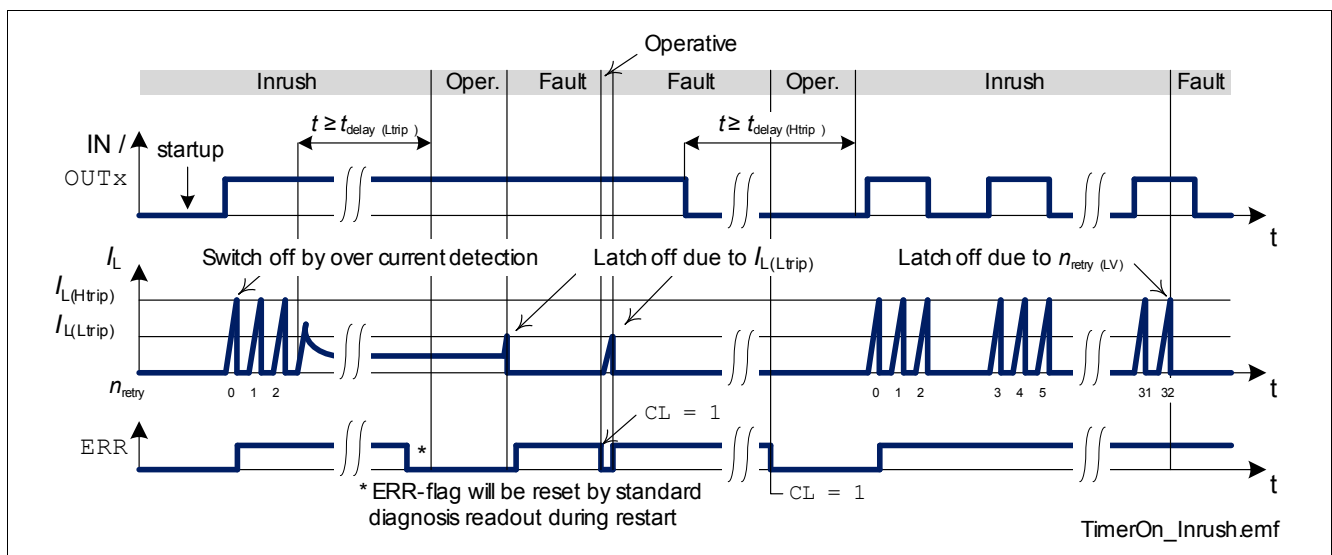 Operative
Inrush Oper. Fault Fault Oper. Inrush Fault
t ≥ tdelay (Ltrip ) t ≥ tdelay (Htrip )
IN /
OUTx
startup
t
IL
Switch off by over current detection Latch off due to IL(Ltrip) Latch off due to nretry (LV)
IL(Htrip)
IL(Ltrip)
nretry 0 1 2 0 1 2 3 4 5 31 32
t
CL = 1
ERR
*
t
* ERR-flag will be reset by standard
diagnosis readout during restart
CL = 1
TimerOn_Inrush.emf